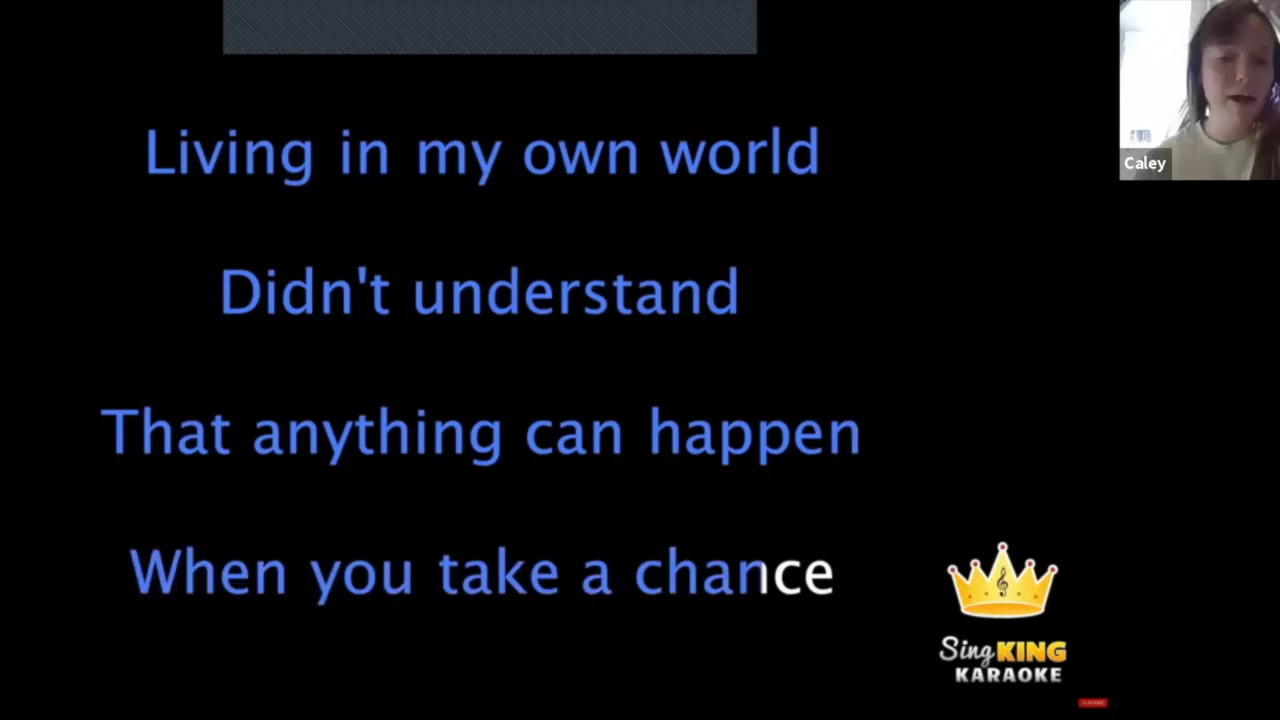 Living in my own world
Didn't understand
That anything can happen
When you take a chance
Caley
Sing KING
KARAOKE
SUBSCRIBE